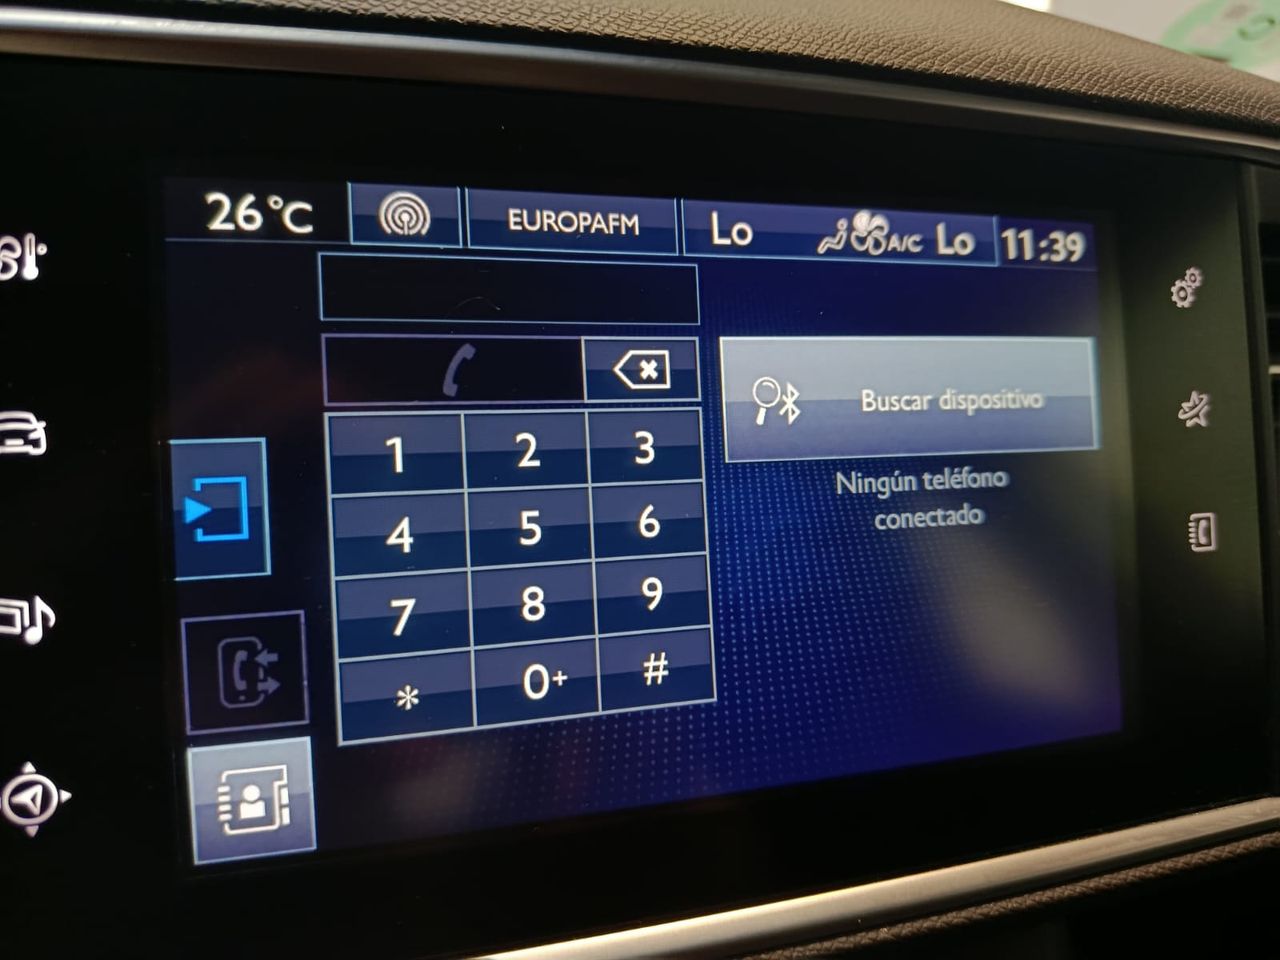 26°C
EUROPAFM
Lo
A/C
Lo
11:39
Buscar dispositivo
Ningún teléfono
conectado
1 2 3
4 5 6
7 8 9
* 0+ #